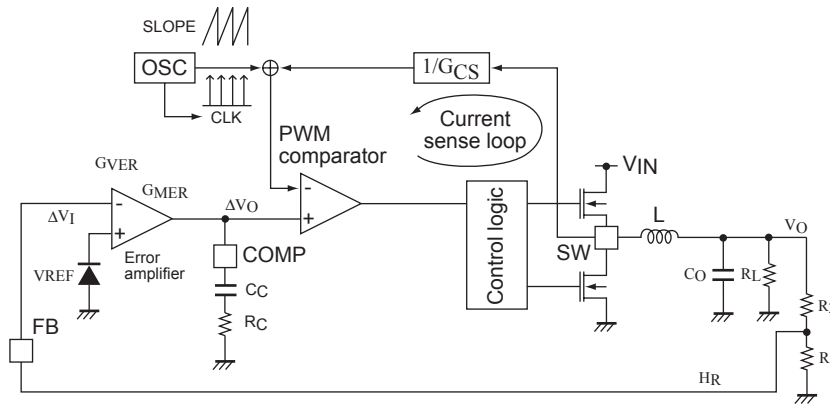 SLOPE
OSC
CLK
1/GCS
Current
sense loop
PWM
comparator
GVER
GMER
ΔVI
ΔVO
-
+
-
+
VREF
Error
amplifier
COMP
CC
RC
FB
Control logic
VIN
SW
L
VO
CO
RL
R
HR